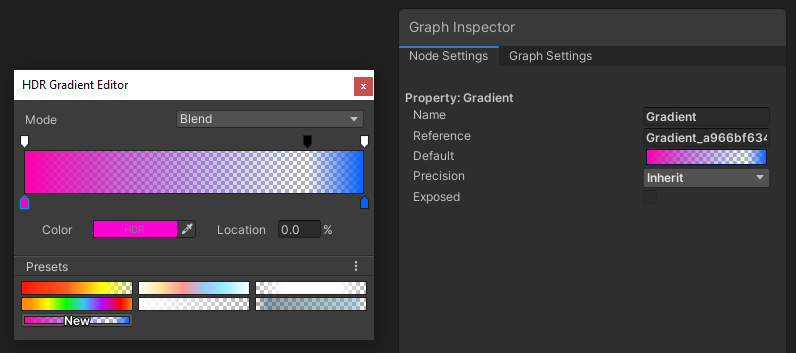 HDR Gradient Editor
x
Mode
Blend
Color
HDR
Location
0.0
%
Presets
New
Graph Inspector
Node Settings
Graph Settings
Property: Gradient
Name
Gradient
Reference
Gradient_a966bf634
Default
Precision
Inherit
Exposed